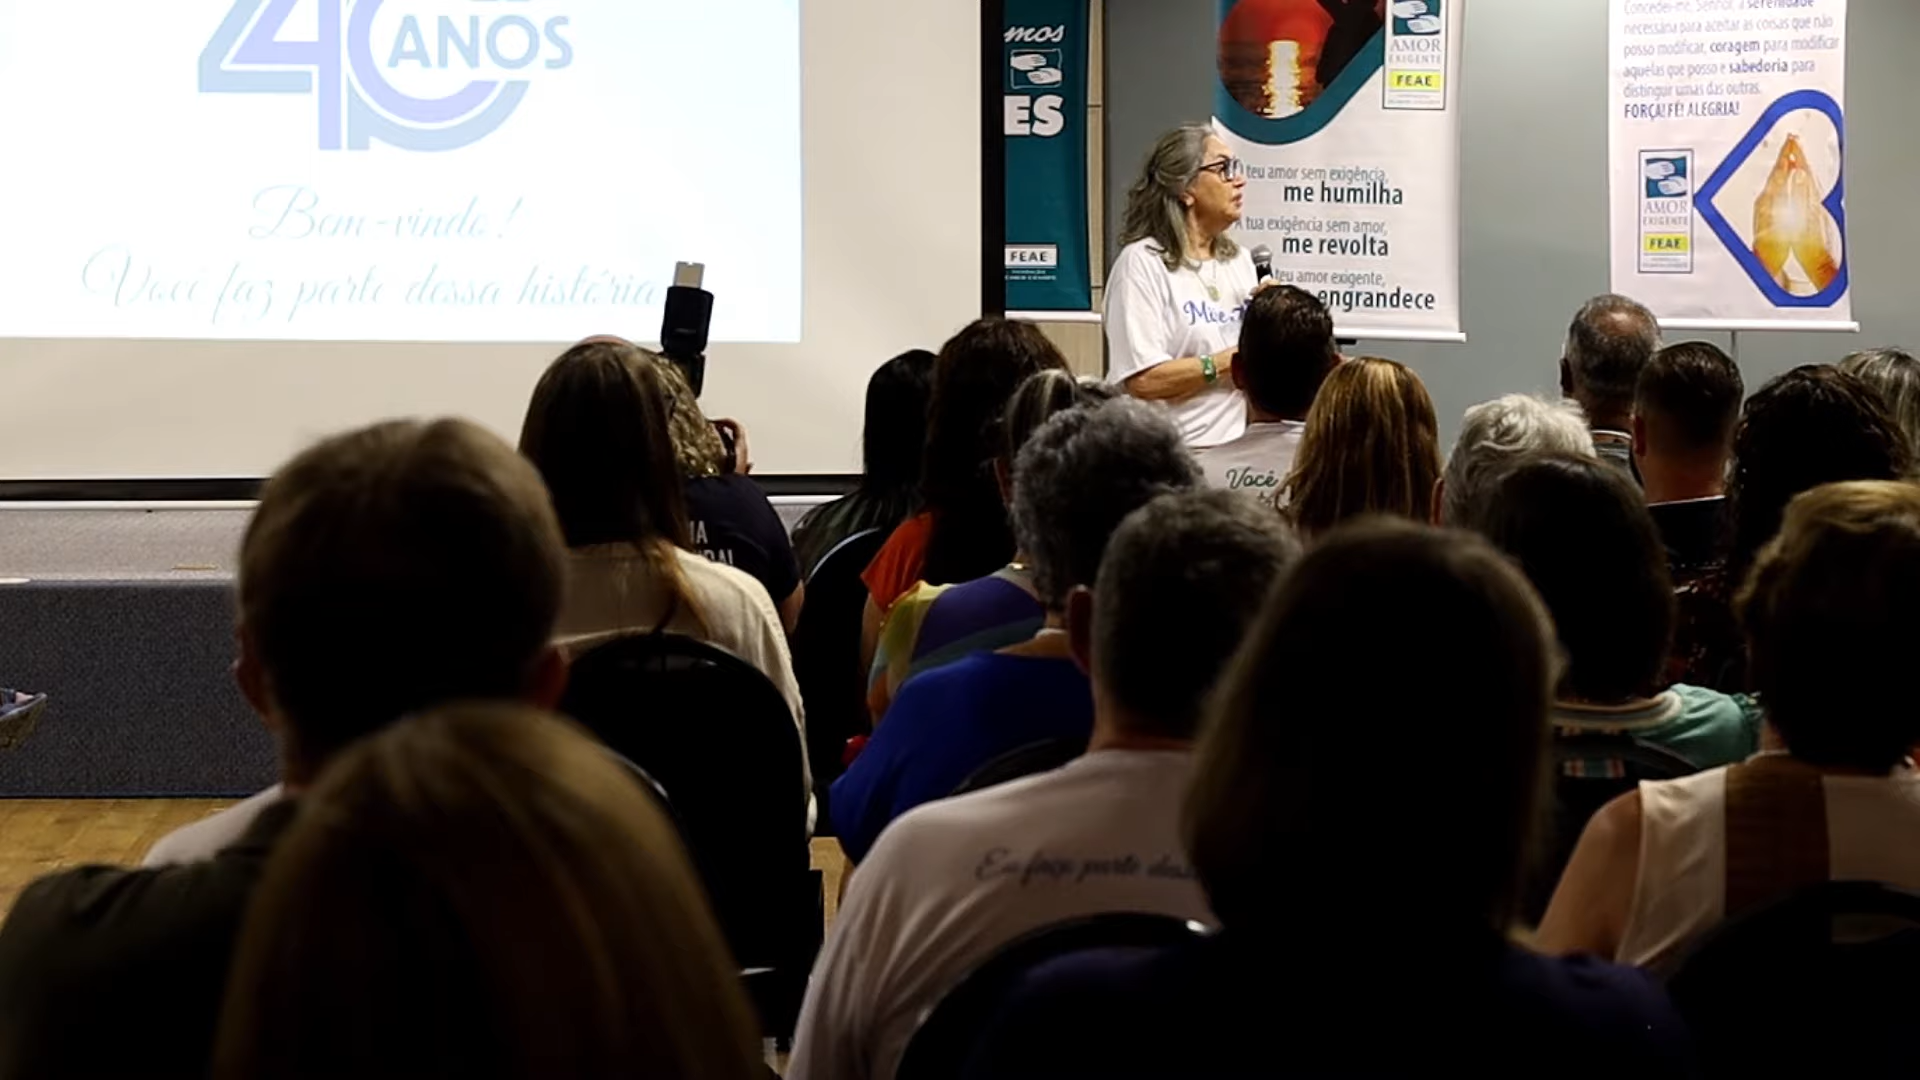 40 ANOS
Bem-vindo!
Você faz parte dessa história
mos
ES
FEAE
AMOR
EXIGENTE
FEAE
teu amor sem exigência,
me humilha
A tua exigência sem amor,
me revolta
teu amor exigente,
engrandece
Concedei-me, Senhor, a serenidade
necessária para aceitar as coisas que não
posso modificar, coragem para modificar
aquelas que posso e sabedoria para
distinguir umas das outras.
FORÇA! FÉ! ALEGRIA!
AMOR
EXIGENTE
FEAE
Você
Eu faço parte dess